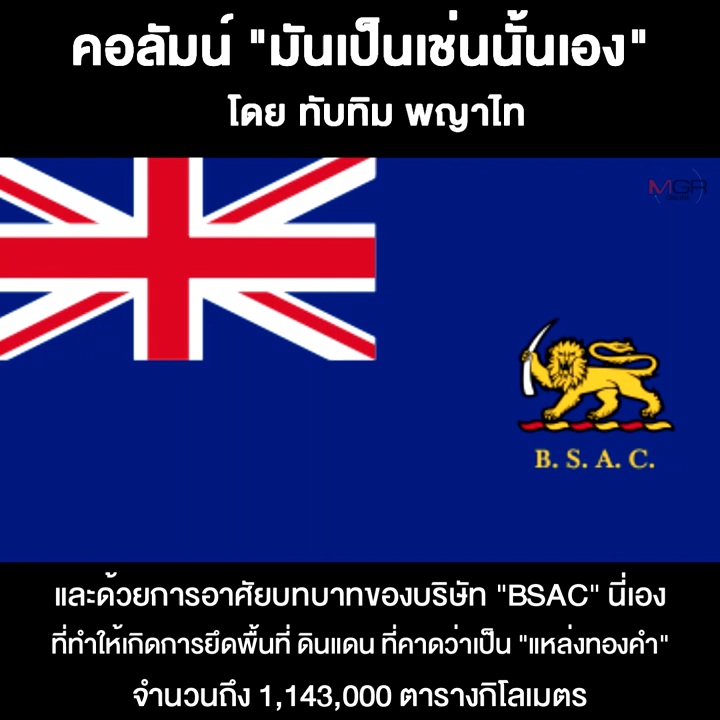 คอลัมน์ "มันเป็นเช่นนั้นเอง"
โดย ทับทิม พญาไท
MGR
ONLINE
B. S. A. C.
และด้วยการอาศัยบทบาทของบริษัท "BSAC" นี่เอง
ที่ทำให้เกิดการยึดพื้นที่ ดินแดน ที่คาดว่าเป็น "แหล่งทองคำ"
จำนวนถึง 1,143,000 ตารางกิโลเมตร